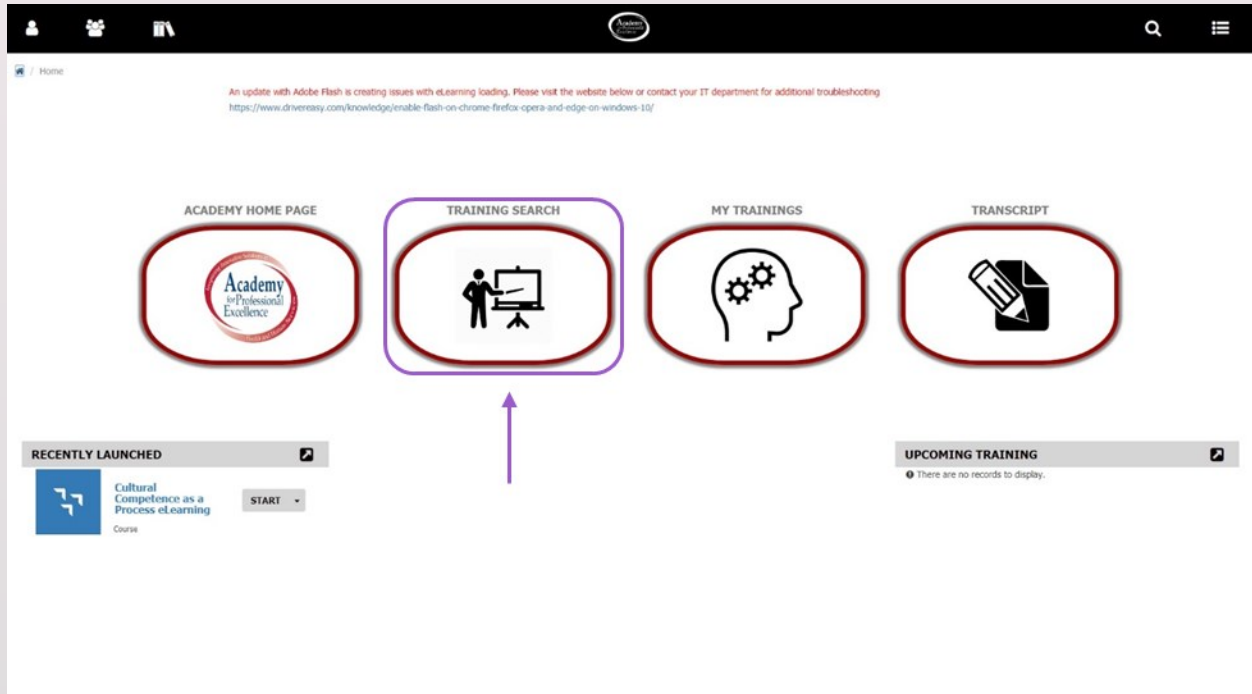 Academy
/ Home
An update with Adobe Flash is creating issues with eLearning loading. Please visit the website below or contact your IT department for additional troubleshooting
https://www.drivereasy.com/knowledge/enable-flash-on-chrome-firefox-opera-and-edge-on-windows-10/
ACADEMY HOME PAGE
TRAINING SEARCH
MY TRAININGS
TRANSCRIPT
Academy
for Professional
Excellence
RECENTLY LAUNCHED
Cultural
Competence as a
Process eLearning
Course
START
UPCOMING TRAINING
There are no records to display.